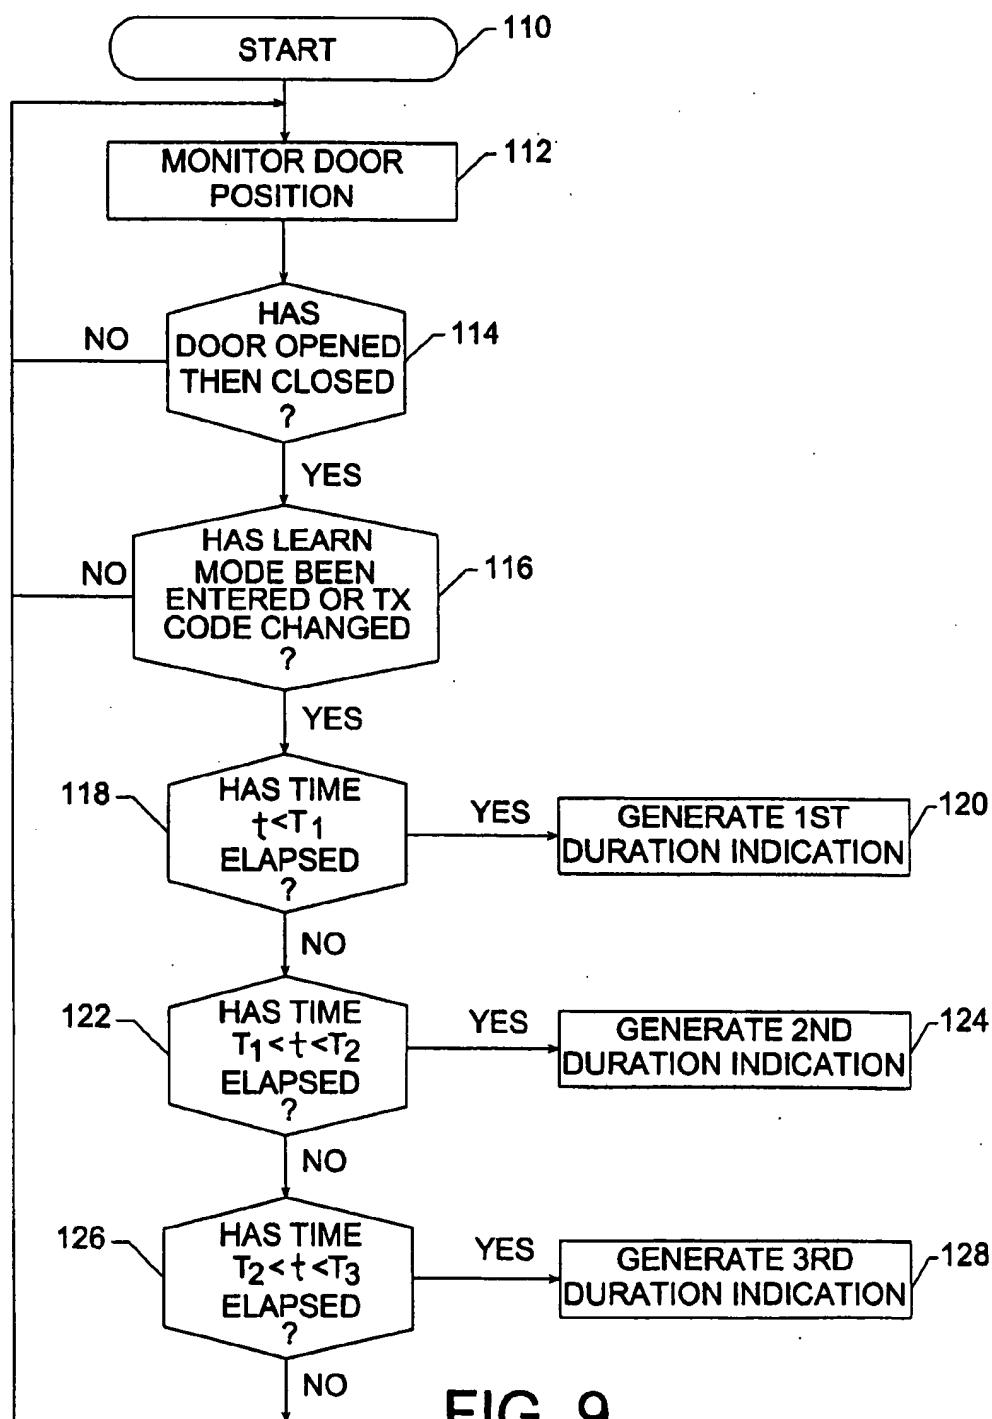 START
110
MONITOR DOOR
POSITION
112
HAS
DOOR OPENED
THEN CLOSED
?
114
NO
YES
HAS LEARN
MODE BEEN
ENTERED OR TX
CODE CHANGED
?
116
NO
YES
118
HAS TIME
t<T1
ELAPSED
?
YES
GENERATE 1ST
DURATION INDICATION
120
NO
122
HAS TIME
T1<t<T2
ELAPSED
?
YES
GENERATE 2ND
DURATION INDICATION
124
NO
126
HAS TIME
T2<t<T3
ELAPSED
?
YES
GENERATE 3RD
DURATION INDICATION
128
NO
FIG. 9